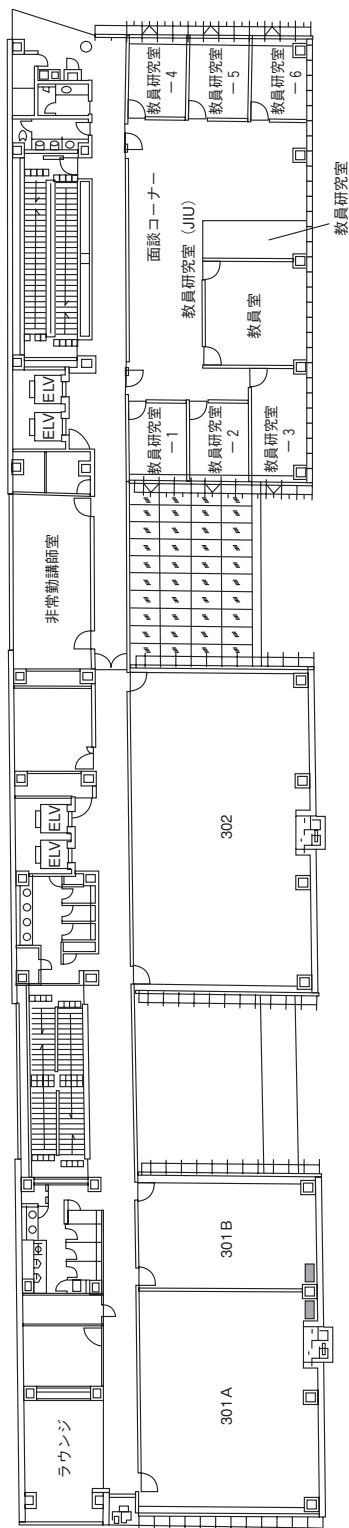 ラウンジ
ELV
ELV
非常勤講師室
ELV
ELV
301A
301B
302
教員研究室
－1
教員研究室
－2
教員研究室
－3
教員室
教員研究室（JIU）
面談コーナー
教員研究室
－4
教員研究室
－5
教員研究室
－6
教員研究室